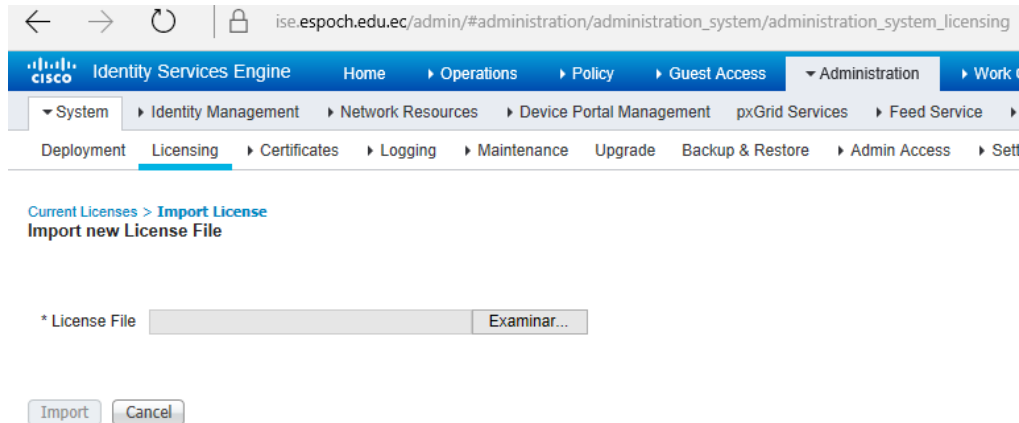 ise.espoch.edu.ec/admin/#administration/administration_system/administration_system_licensing
cisco Identity Services Engine Home Operations Policy Guest Access Administration Work
System Identity Management Network Resources Device Portal Management pxGrid Services Feed Service
Deployment Licensing Certificates Logging Maintenance Upgrade Backup & Restore Admin Access Sett
Current Licenses > Import License
Import new License File
* License File Examinar...
Import Cancel